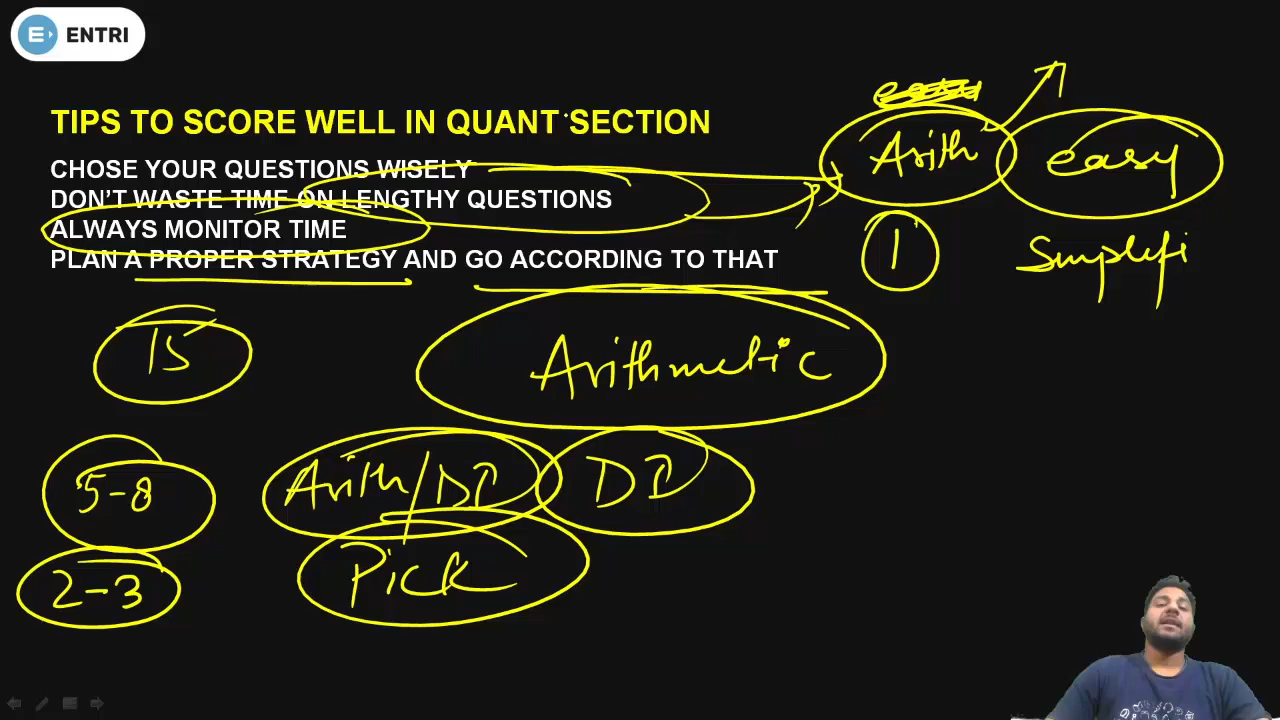 ENTRI
TIPS TO SCORE WELL IN QUANT SECTION
CHOSE YOUR QUESTIONS WISELY
DON'T WASTE TIME ON LENGTHY QUESTIONS
ALWAYS MONITOR TIME
PLAN A PROPER STRATEGY AND GO ACCORDING TO THAT
Arith easy
1 Simplifi
15 Arithmetic
5-8 Arith/DI DI
2-3 Pick